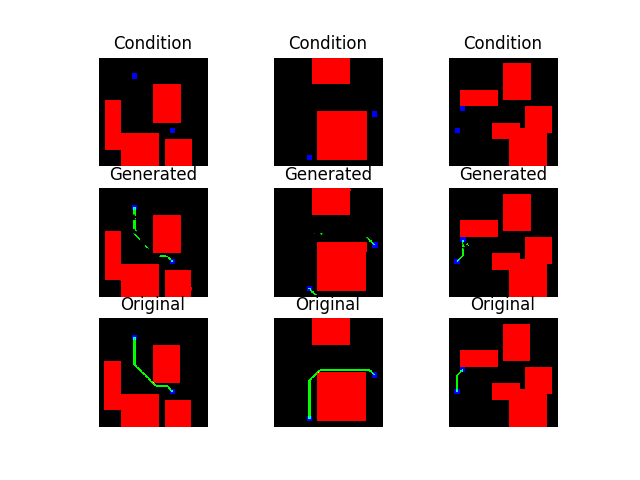 Condition Condition Condition
Generated Generated Generated
Original Original Original